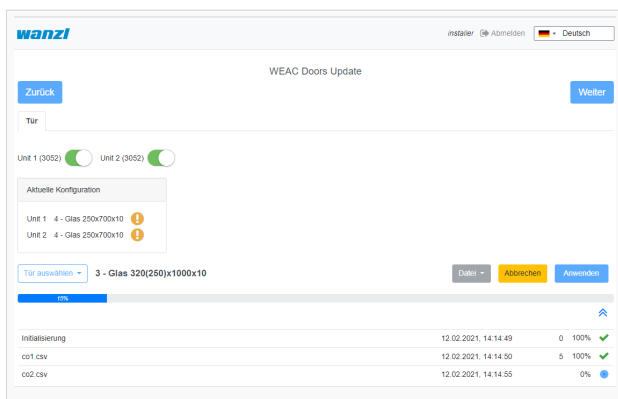 wanzl
installer Abmelden Deutsch
WEAC Doors Update
Zurück Weiter
Tür
Unit 1 (3052) Unit 2 (3052)
Aktuelle Konfiguration
Unit 1 4 - Glas 250x700x10
Unit 2 4 - Glas 250x700x10
Tür auswählen 3 - Glas 320(250)x1000x10 Datei Abbrechen Anwenden
15%
Initialisierung 12.02.2021, 14:14:49 0 100%
co1.csv 12.02.2021, 14:14:50 5 100%
co2.csv 12.02.2021, 14:14:55 0%